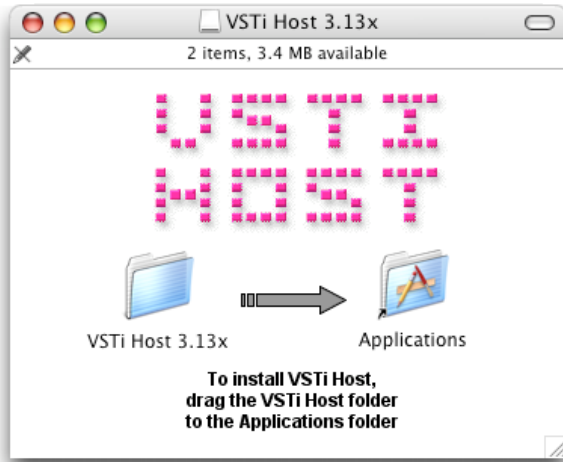 VSTi Host 3.13x
2 items, 3.4 MB available
VSTI
HOST
VSTi Host 3.13x
Applications
To install VSTi Host,
drag the VSTi Host folder
to the Applications folder